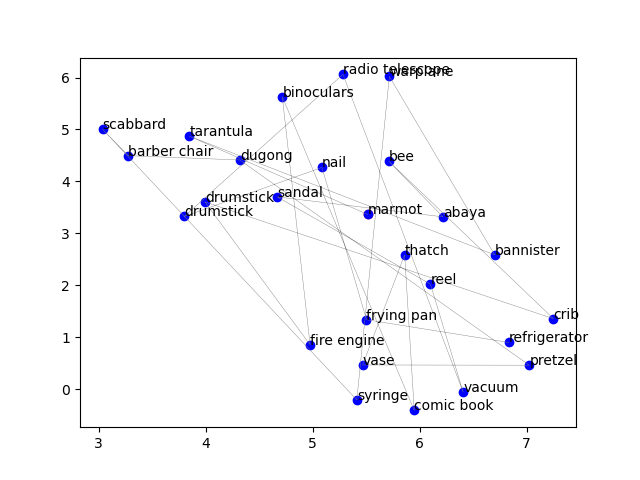 radio telescope
warplane
binoculars
scabbard
tarantula
barber chair
dugong
bee
nail
sandal
drumstick
drumstick
marmot
abaya
thatch
bannister
reel
frying pan
crib
fire engine
refrigerator
vase
pretzel
syringe
vacuum
comic book
6
5
4
3
2
1
0
3
4
5
6
7